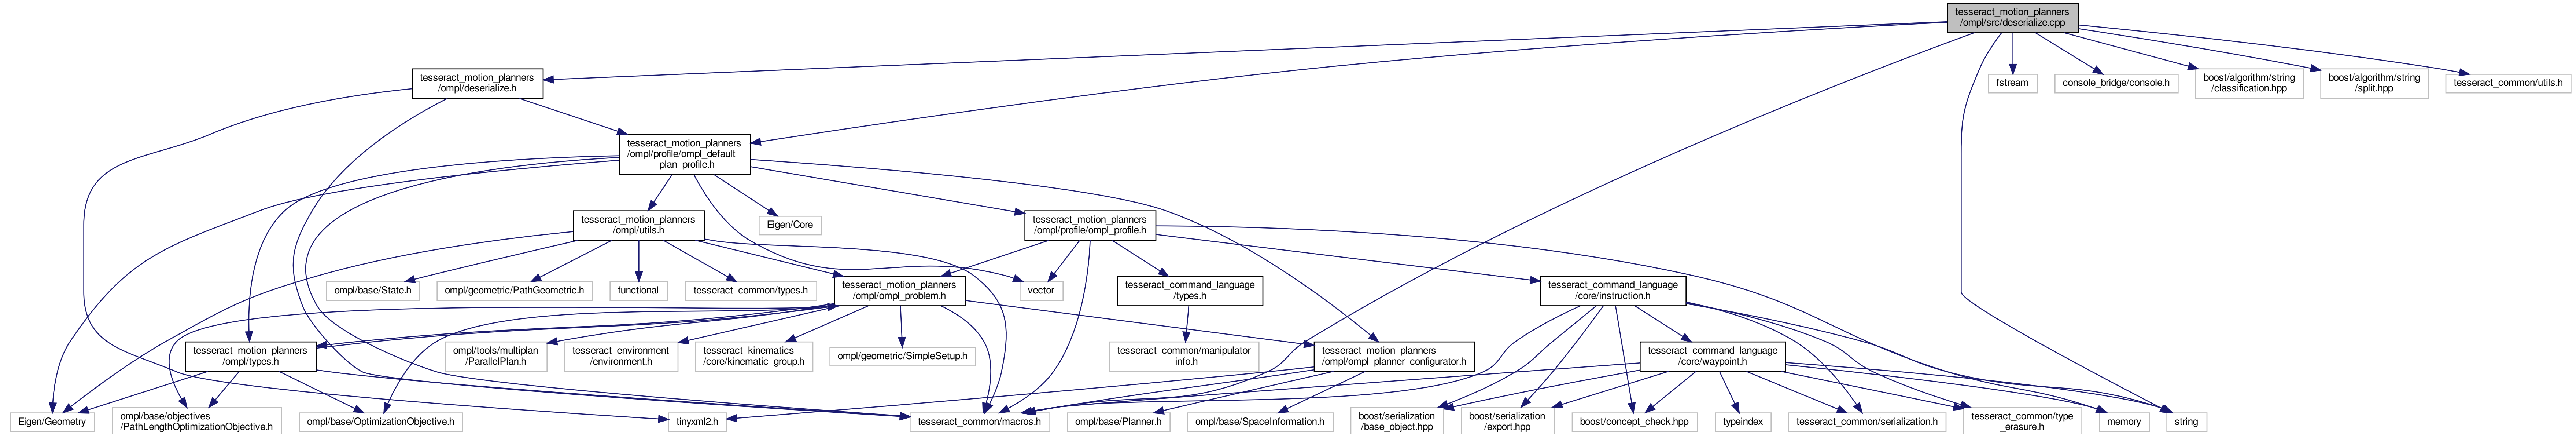 tesseract_motion_planners
/ompl/src/deserialize.cpp
tesseract_motion_planners
/ompl/deserialize.h
fstream
console_bridge/console.h
boost/algorithm/string
/classification.hpp
boost/algorithm/string
/split.hpp
tesseract_common/utils.h
tesseract_motion_planners
/ompl/profile/ompl_default
_plan_profile.h
tesseract_motion_planners
/ompl/utils.h
Eigen/Core
tesseract_motion_planners
/ompl/profile/ompl_profile.h
ompl/base/State.h
ompl/geometric/PathGeometric.h
functional
tesseract_common/types.h
tesseract_motion_planners
/ompl/ompl_problem.h
vector
tesseract_command_language
/types.h
tesseract_command_language
/core/instruction.h
tesseract_motion_planners
/ompl/types.h
ompl/tools/multiplan
/ParallelPlan.h
tesseract_environment
/environment.h
tesseract_kinematics
/core/kinematic_group.h
ompl/geometric/SimpleSetup.h
tesseract_common/manipulator
_info.h
tesseract_motion_planners
/ompl/ompl_planner_configurator.h
tesseract_command_language
/core/waypoint.h
Eigen/Geometry
ompl/base/objectives
/PathLengthOptimizationObjective.h
ompl/base/OptimizationObjective.h
tinyxml2.h
tesseract_common/macros.h
ompl/base/Planner.h
ompl/base/SpaceInformation.h
boost/serialization
/base_object.hpp
boost/serialization
/export.hpp
boost/concept_check.hpp
typeindex
tesseract_common/serialization.h
tesseract_common/type
_erasure.h
memory
string